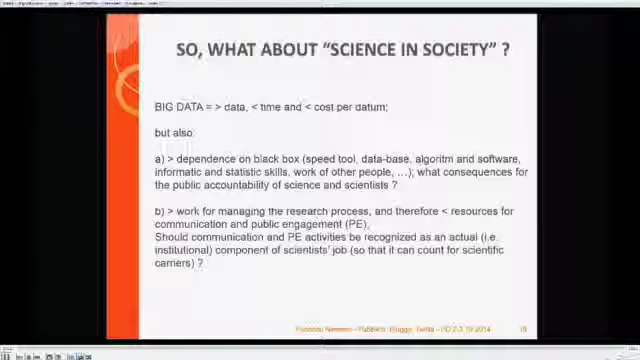 SO, WHAT ABOUT “SCIENCE IN SOCIETY” ?
BIG DATA = > data, < time and < cost per datum;
but also:
a) > dependence on black box (speed tool, data-base, algoritm and software,
informatic and statistic skills, work of other people, …); what consequences for
the public accountability of science and scientists ?
b) > work for managing the research process, and therefore < resources for
communication and public engagement (PE),
Should communication and PE activities be recognized as an actual (i.e.
institutional) component of scientists’ job (so that it can count for scientific
carriers) ?
2014